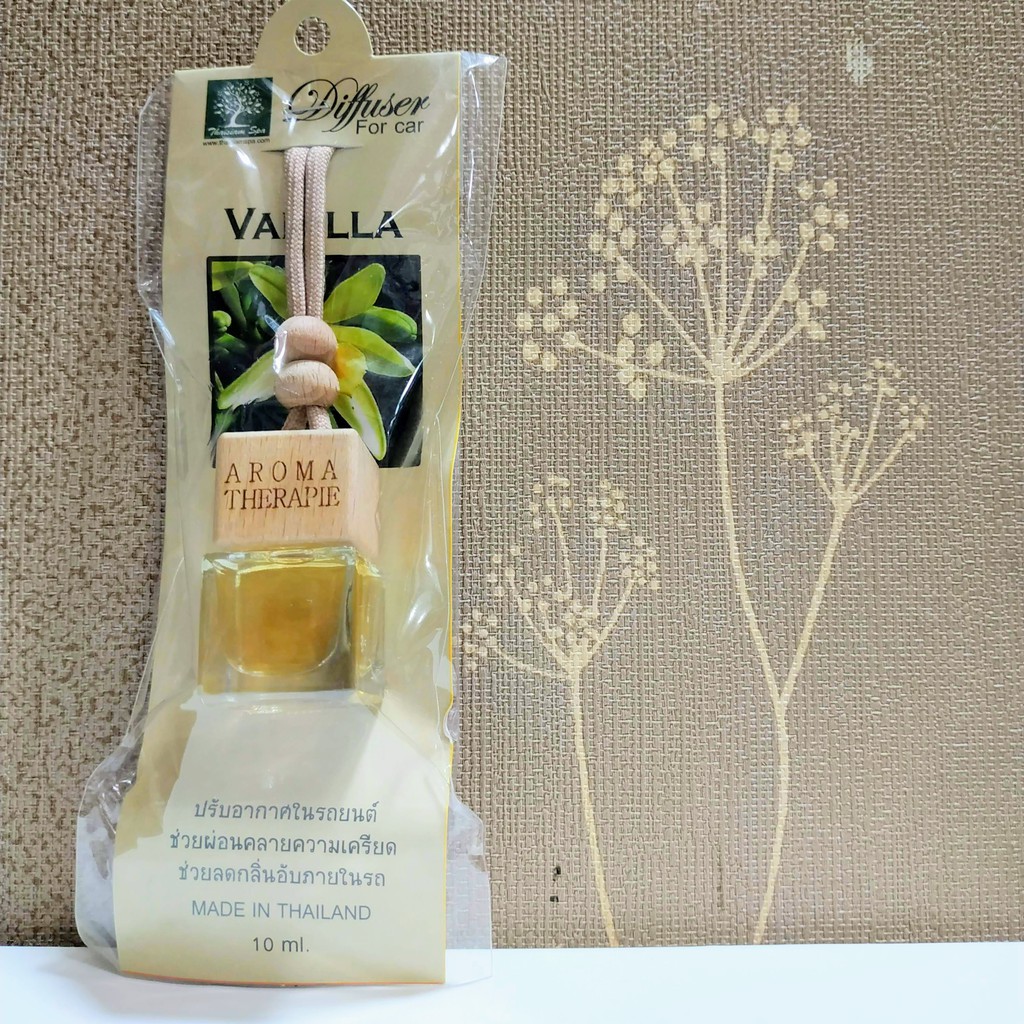 Diffuser
For car
Thaisiam Spa
VANILLA
AROMA
THERAPIE
ปรับอากาศในรถยนต์
ช่วยผ่อนคลายความเครียด
ช่วยลดกลิ่นอับภายในรถ
MADE IN THAILAND
10 ml.